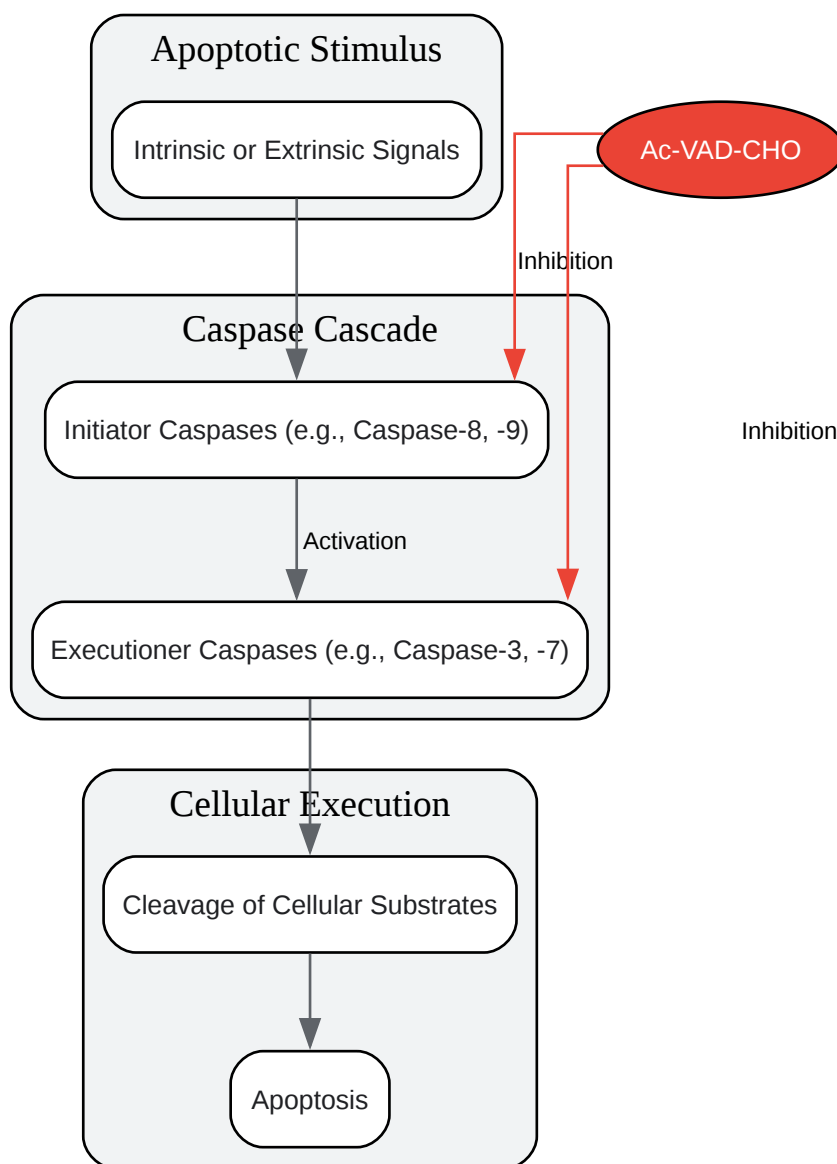 Apoptotic Stimulus
Intrinsic or Extrinsic Signals
Ac-VAD-CHO
Inhibition
Caspase Cascade
Initiator Caspases (e.g., Caspase-8, -9)
Inhibition
Activation
Executioner Caspases (e.g., Caspase-3, -7)
Cellular Execution
Cleavage of Cellular Substrates
Apoptosis